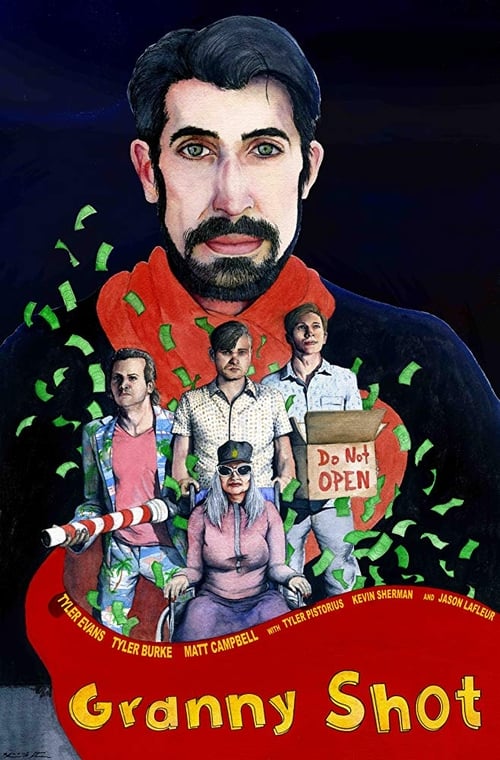 Do Not
OPEN
TYLER EVANS TYLER BURKE MATT CAMPBELL WITH TYLER PISTORIUS KEVIN SHERMAN AND JASON LAFLEUR
Granny Shot